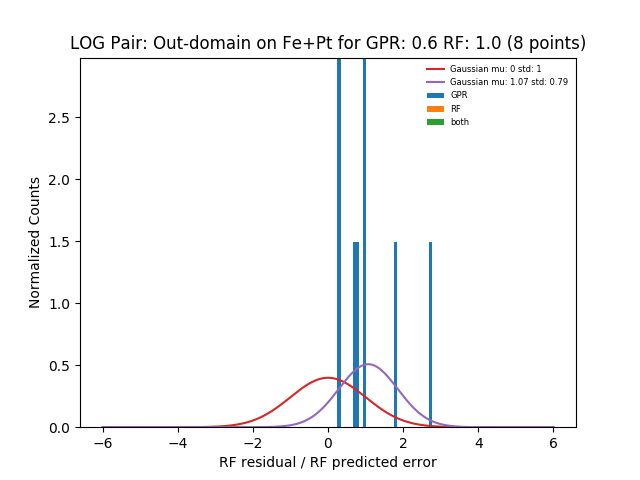 LOG Pair: Out-domain on Fe+Pt for GPR: 0.6 RF: 1.0 (8 points)
Gaussian mu: 0 std: 1
Gaussian mu: 1.07 std: 0.79
GPR
RF
both
Normalized Counts
2.5
2.0
1.5
1.0
0.5
0.0
−6
−4
−2
0
2
4
6
RF residual / RF predicted error